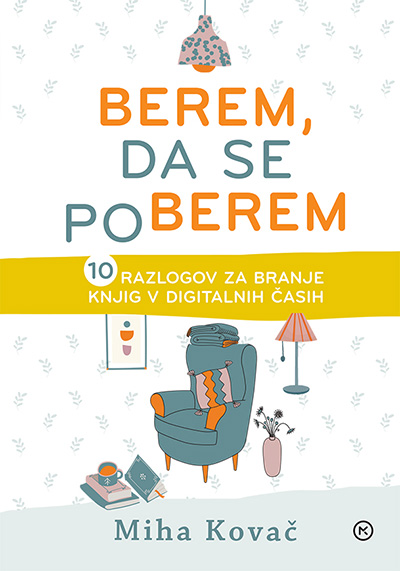 BEREM,
DA SE
POBEREM
10 RAZLOGOV ZA BRANJE
KNJIG V DIGITALNIH ČASIH
Miha Kovač